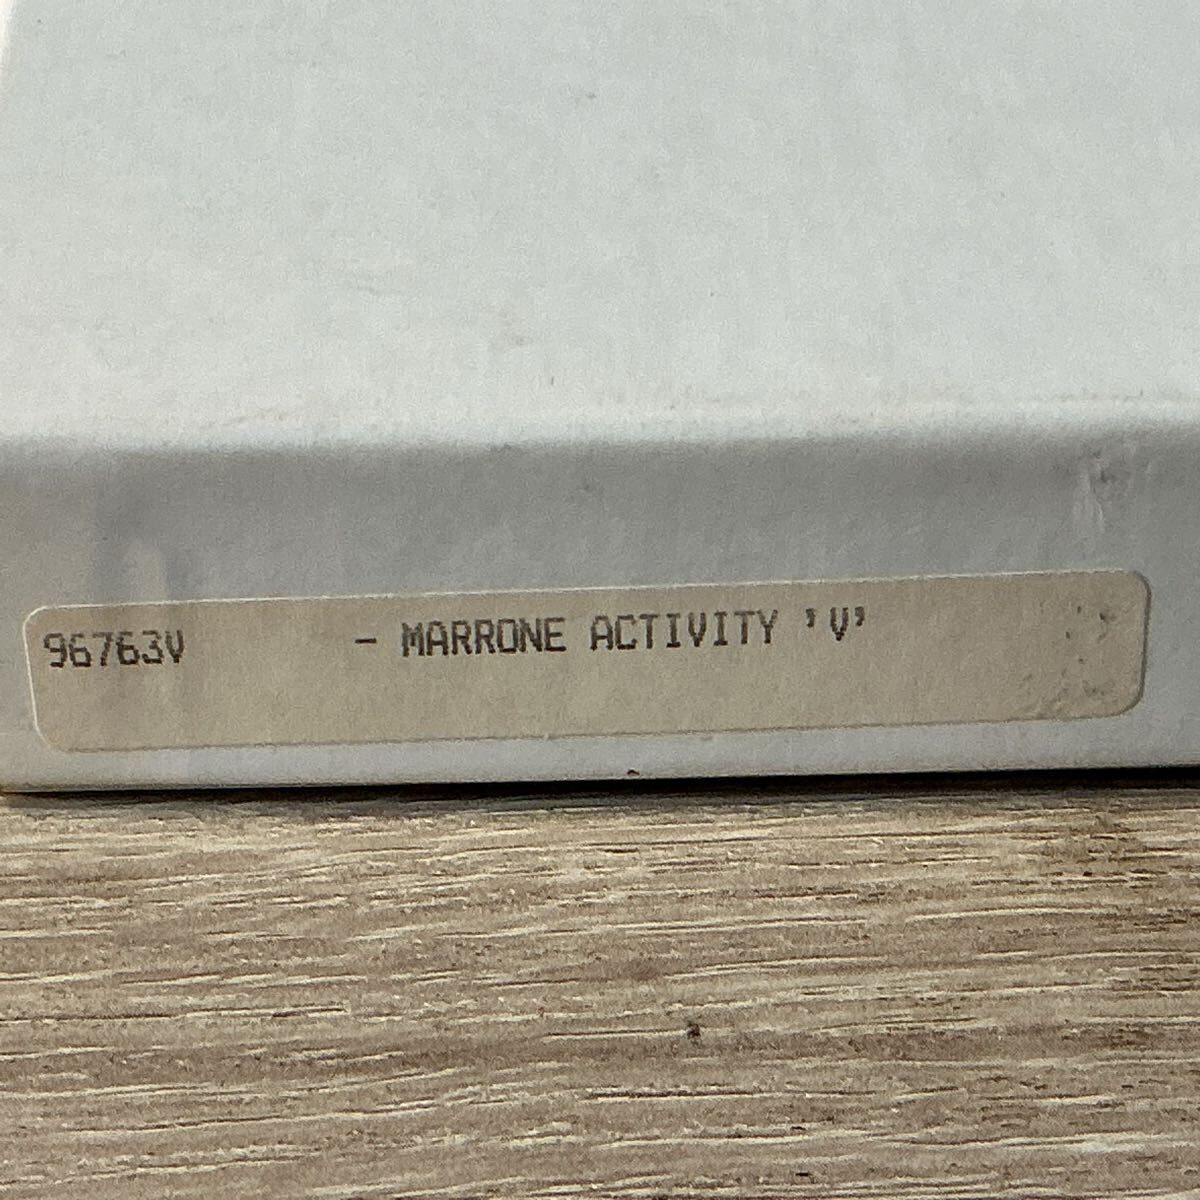 96763V - MARRONE ACTIVITY 'V'